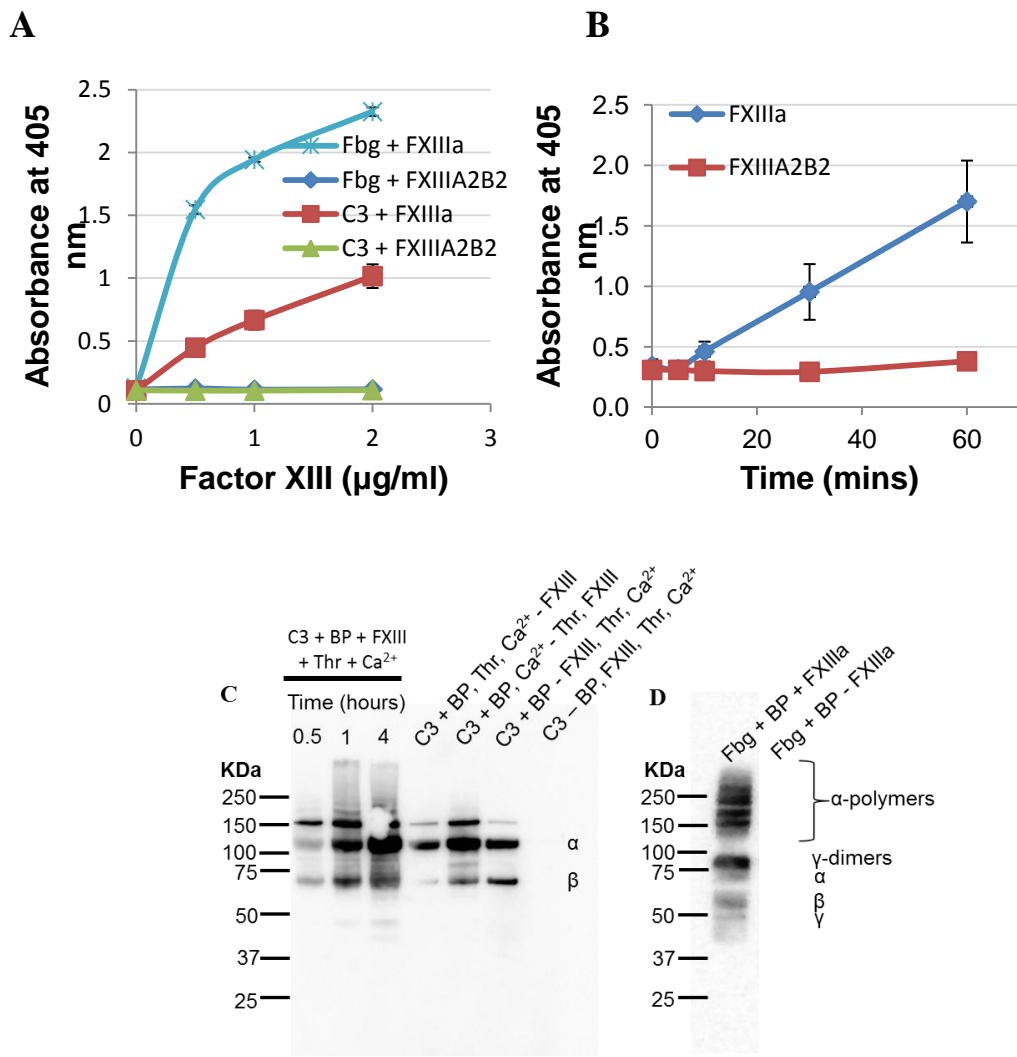 A
Absorbance at 405 nm
2.5
2
1.5
1
0.5
0
0
1
2
3
Factor XIII (µg/ml)
Fbg + FXIIIa
Fbg + FXIIIA2B2
C3 + FXIIIa
C3 + FXIIIA2B2
B
Absorbance at 405 nm
2.5
2.0
1.5
1.0
0.5
0.0
0
20
40
60
Time (mins)
FXIIIa
FXIIIA2B2
C
C3 + BP + FXIII
+ Thr + Ca²⁺
Time (hours)
0.5 1 4
C3 + BP, Thr, Ca²⁺ - FXIII
C3 + BP, Ca²⁺ - Thr, FXIII
C3 + BP - FXIII, Thr, Ca²⁺
C3 – BP, FXIII, Thr, Ca²⁺
KDa
250
150
100
75
50
37
25
α
β
D
Fbg + BP + FXIIIa
Fbg + BP - FXIIIa
KDa
250
150
100
75
50
37
25
α-polymers
γ-dimers
α
β
γ